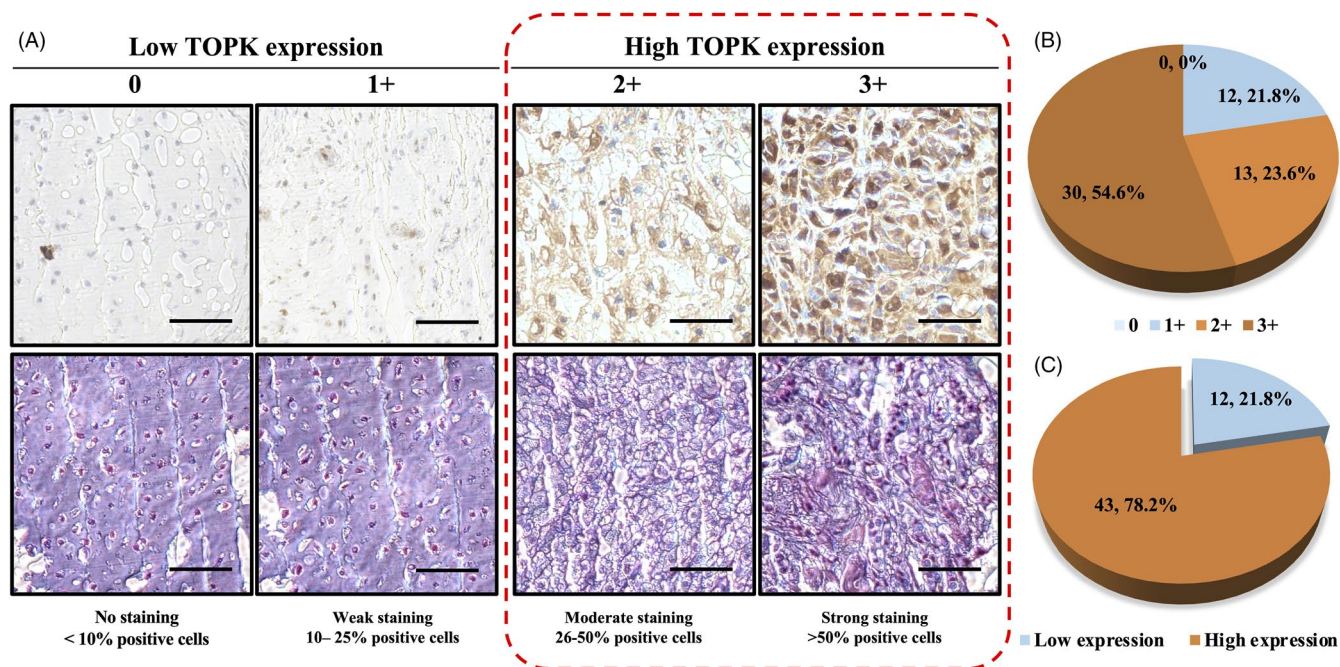 (A)
Low TOPK expression
High TOPK expression
0
1+
2+
3+
No staining
< 10% positive cells
Weak staining
10– 25% positive cells
Moderate staining
26-50% positive cells
Strong staining
>50% positive cells
(B)
0, 0%
12, 21.8%
13, 23.6%
30, 54.6%
0 1+ 2+ 3+
(C)
12, 21.8%
43, 78.2%
Low expression High expression